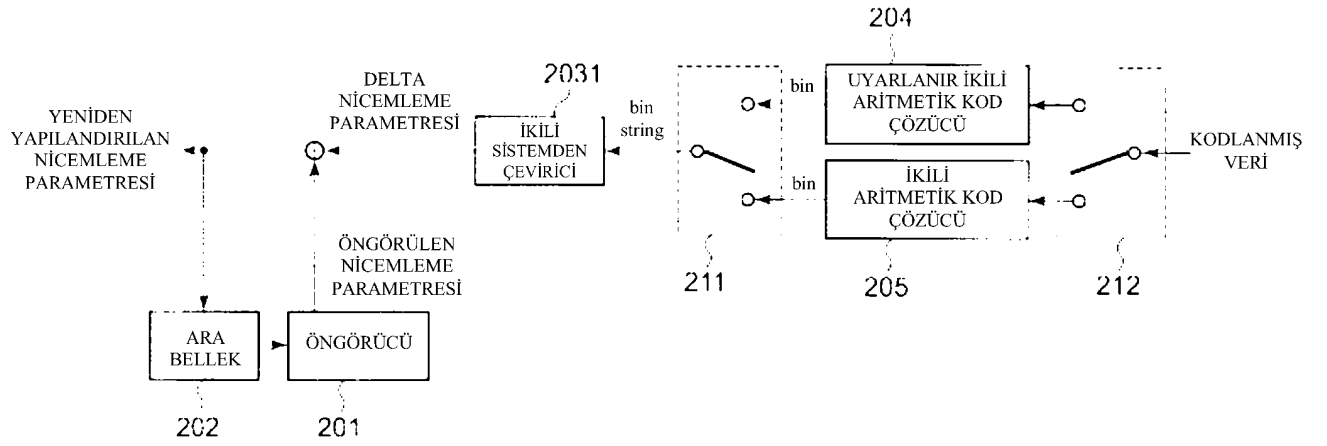 204
DELTA
NİCEMLEME
PARAMETRESİ
2031
bin
string
bin
UYARLANIR İKİLİ
ARİTMETİK KOD
ÇÖZÜCÜ
YENİDEN
YAPILANDIRILAN
NİCEMLEME
PARAMETRESİ
İKİLİ
SİSTEMDEN
ÇEVİRİCİ
KODLANMIŞ
VERİ
bin
İKİLİ
ARİTMETİK KOD
ÇÖZÜCÜ
ÖNGÖRÜLEN
NİCEMLEME
PARAMETRESİ
211
205
212
ARA
BELLEK
ÖNGÖRÜCÜ
202
201